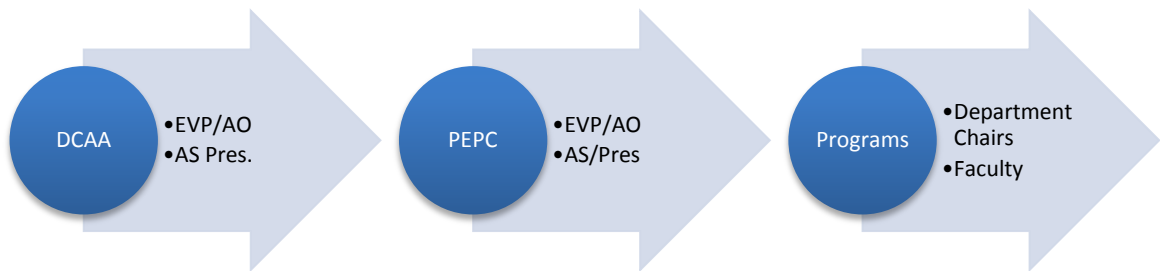 DCAA
•EVP/AO
•AS Pres.
PEPC
•EVP/AO
•AS/Pres
Programs
•Department
Chairs
•Faculty